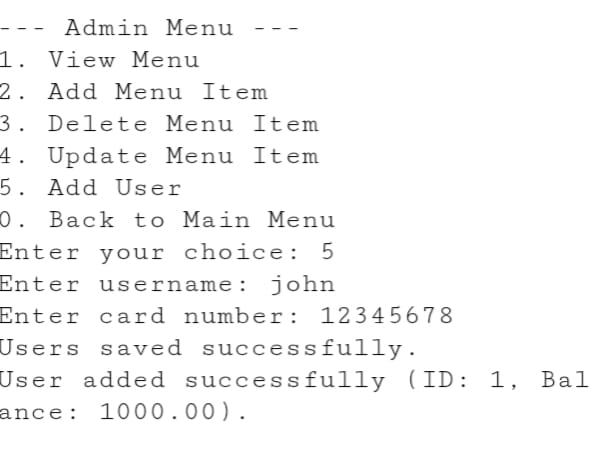 --- Admin Menu ---
1. View Menu
2. Add Menu Item
3. Delete Menu Item
4. Update Menu Item
5. Add User
0. Back to Main Menu
Enter your choice: 5
Enter username: john
Enter card number: 12345678
Users saved successfully.
User added successfully (ID: 1, Bal
ance: 1000.00).